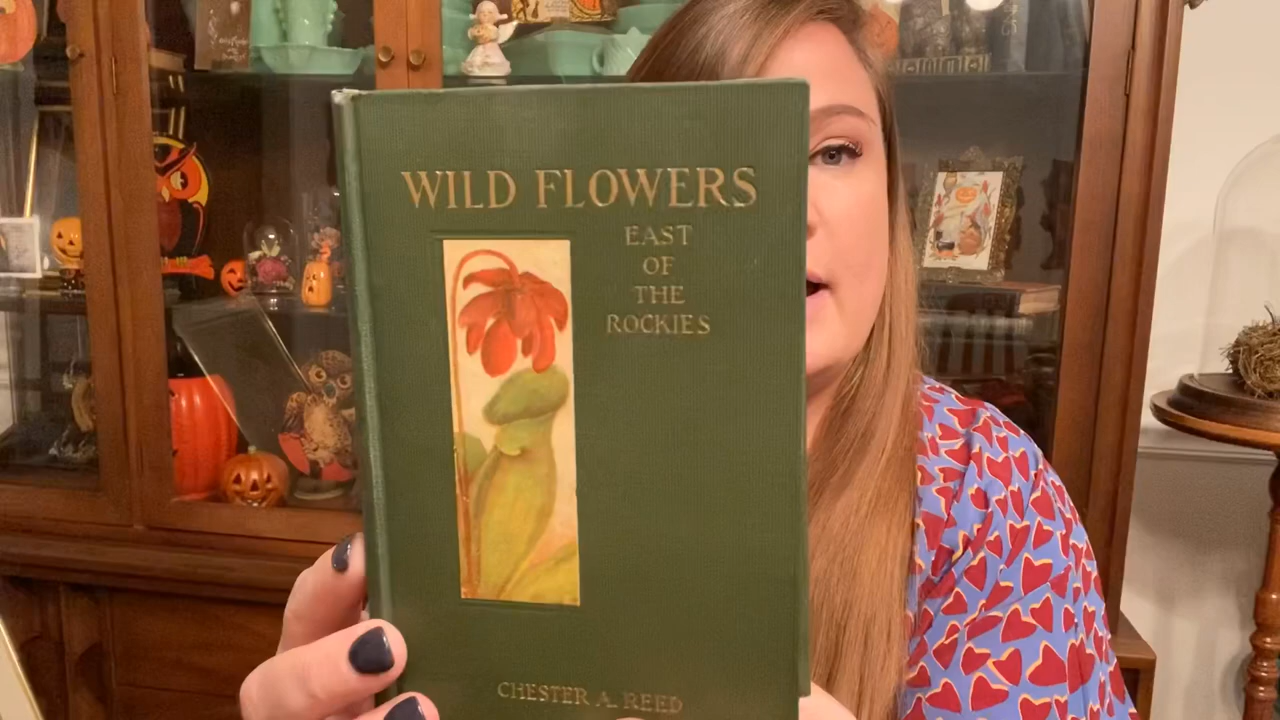 WILD FLOWERS
EAST
OF
THE
ROCKIES
CHESTER A. REED